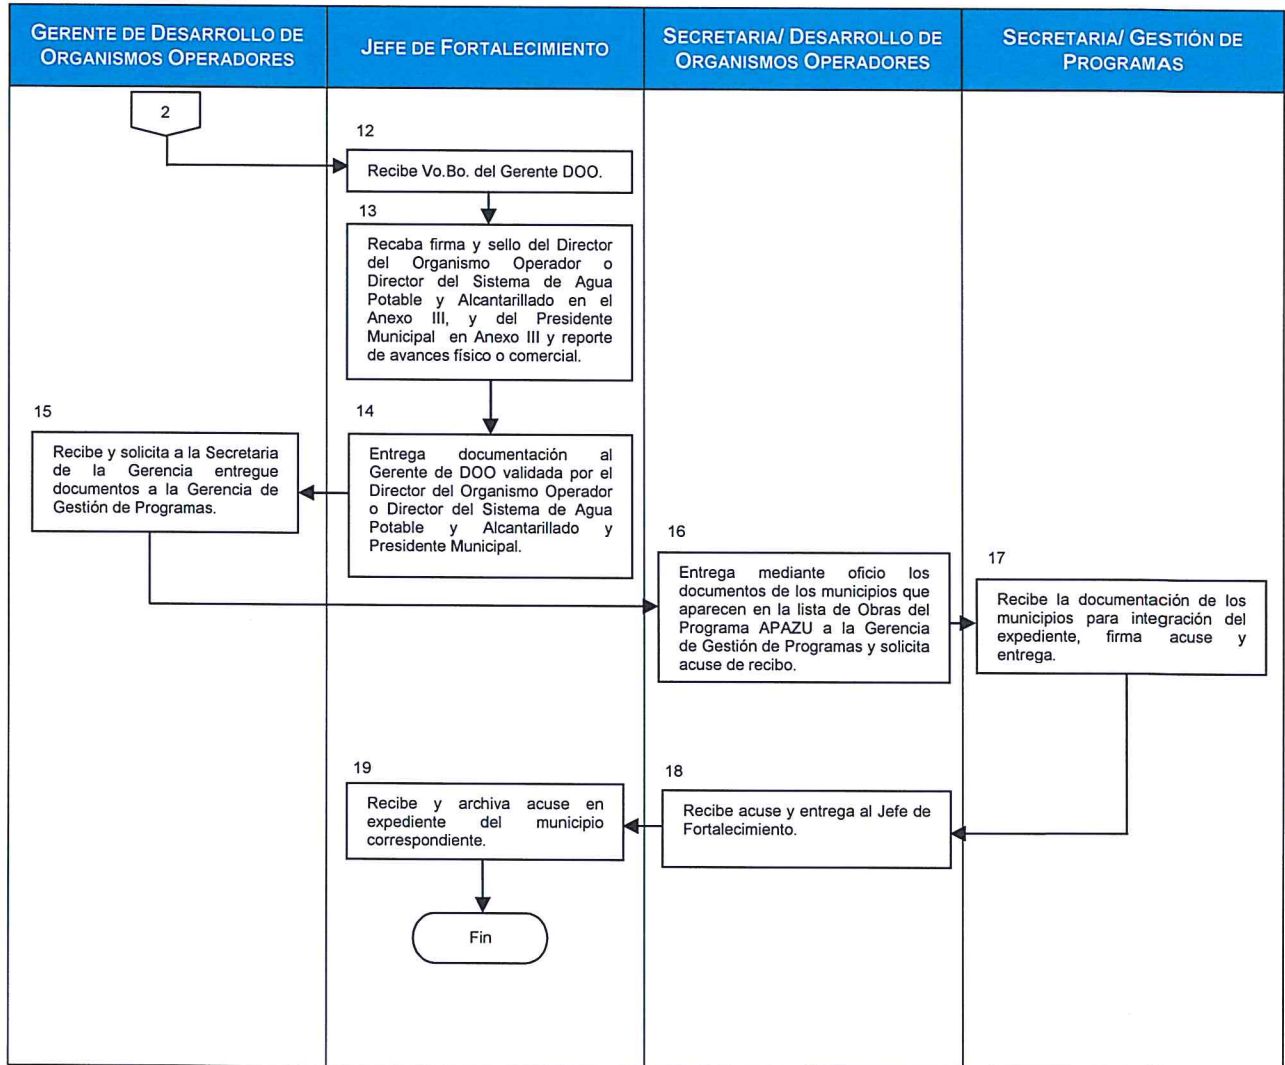 GERENTE DE DESARROLLO DE
ORGANISMOS OPERADORES
JEFE DE FORTALECIMIENTO
SECRETARIA/ DESARROLLO DE
ORGANISMOS OPERADORES
SECRETARIA/ GESTIÓN DE
PROGRAMAS
2
12
Recibe Vo.Bo. del Gerente DOO.
13
Recaba firma y sello del Director
del Organismo Operador o
Director del Sistema de Agua
Potable y Alcantarillado en el
Anexo III, y del Presidente
Municipal en Anexo III y reporte
de avances físico o comercial.
14
Entrega documentación al
Gerente de DOO validada por el
Director del Organismo Operador
o Director del Sistema de Agua
Potable y Alcantarillado y
Presidente Municipal.
15
Recibe y solicita a la Secretaria
de la Gerencia entregue
documentos a la Gerencia de
Gestión de Programas.
16
Entrega mediante oficio los
documentos de los municipios que
aparecen en la lista de Obras del
Programa APAZU a la Gerencia
de Gestión de Programas y solicita
acuse de recibo.
17
Recibe la documentación de los
municipios para integración del
expediente, firma acuse y
entrega.
18
Recibe acuse y entrega al Jefe de
Fortalecimiento.
19
Recibe y archiva acuse en
expediente del municipio
correspondiente.
Fin